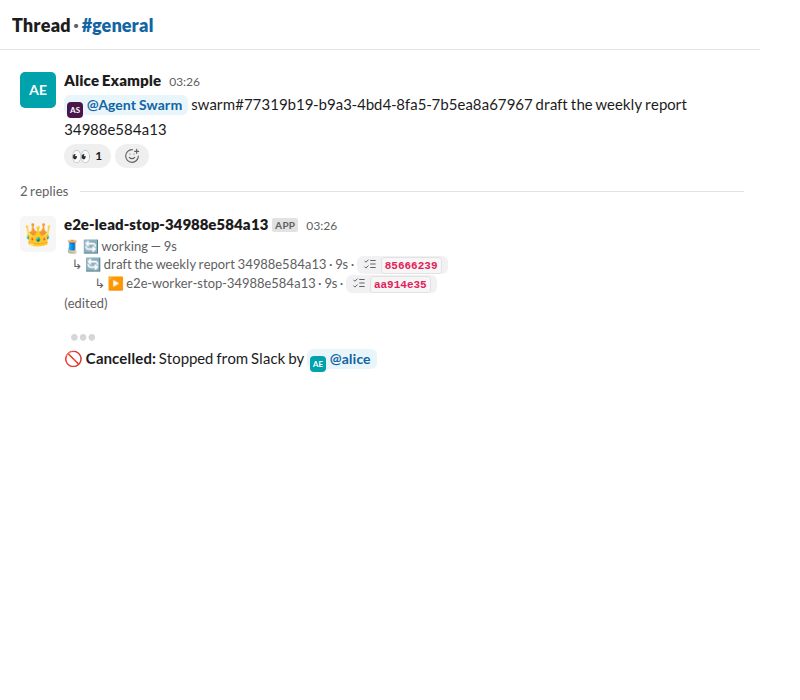 Thread · #general
AE
Alice Example 03:26
AS @Agent Swarm swarm#77319b19-b9a3-4bd4-8fa5-7b5ea8a67967 draft the weekly report
34988e584a13
👀 1
2 replies
e2e-lead-stop-34988e584a13 APP 03:26
🧵 🔄 working — 9s
↳ 🔄 draft the weekly report 34988e584a13 · 9s · 85666239
↳ ▶️ e2e-worker-stop-34988e584a13 · 9s · aa914e35
(edited)
🚫 Cancelled: Stopped from Slack by AE @alice